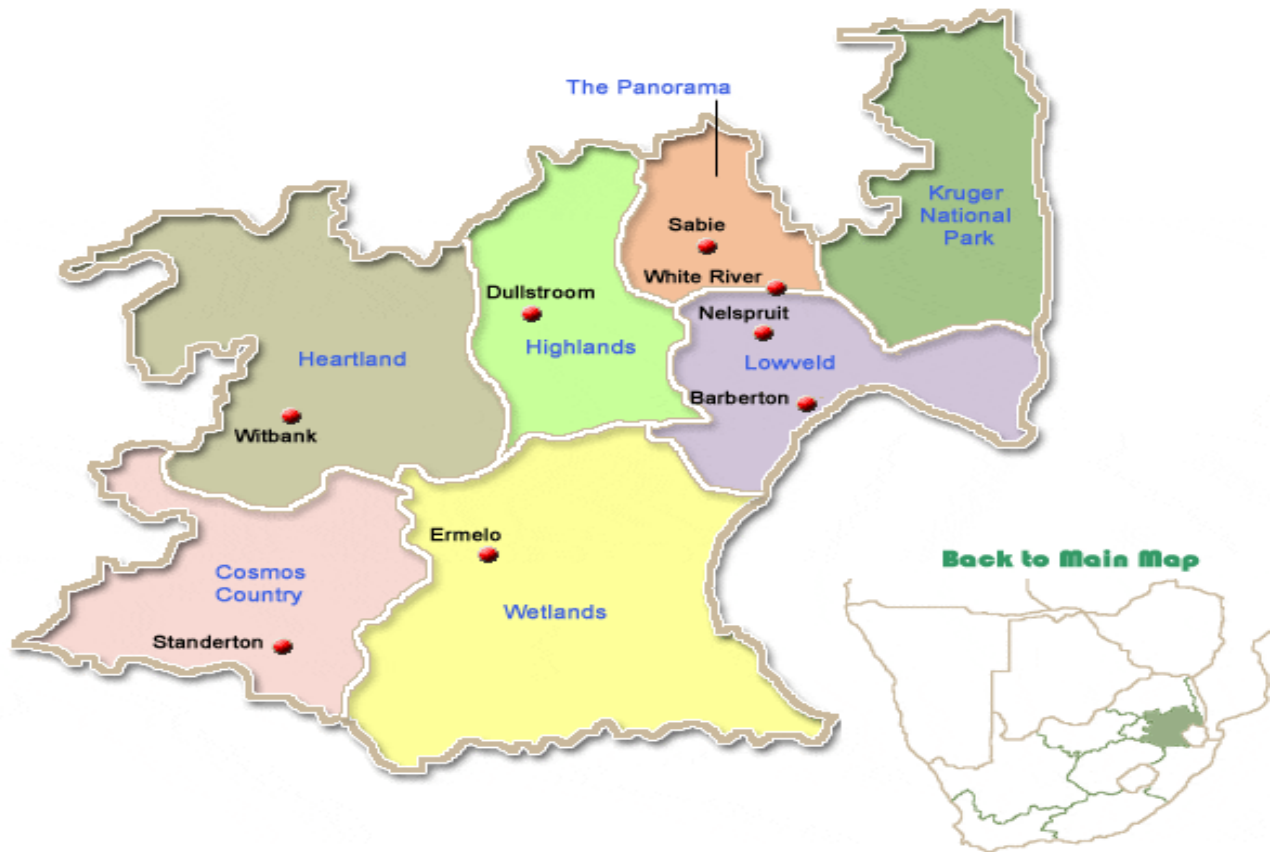 The Panorama
Kruger
National
Park
Sabie
White River
Dullstroom
Nelspruit
Highlands
Heartland
Lowveld
Barberton
Witbank
Ermelo
Back to Main Map
Cosmos
Country
Wetlands
Standerton